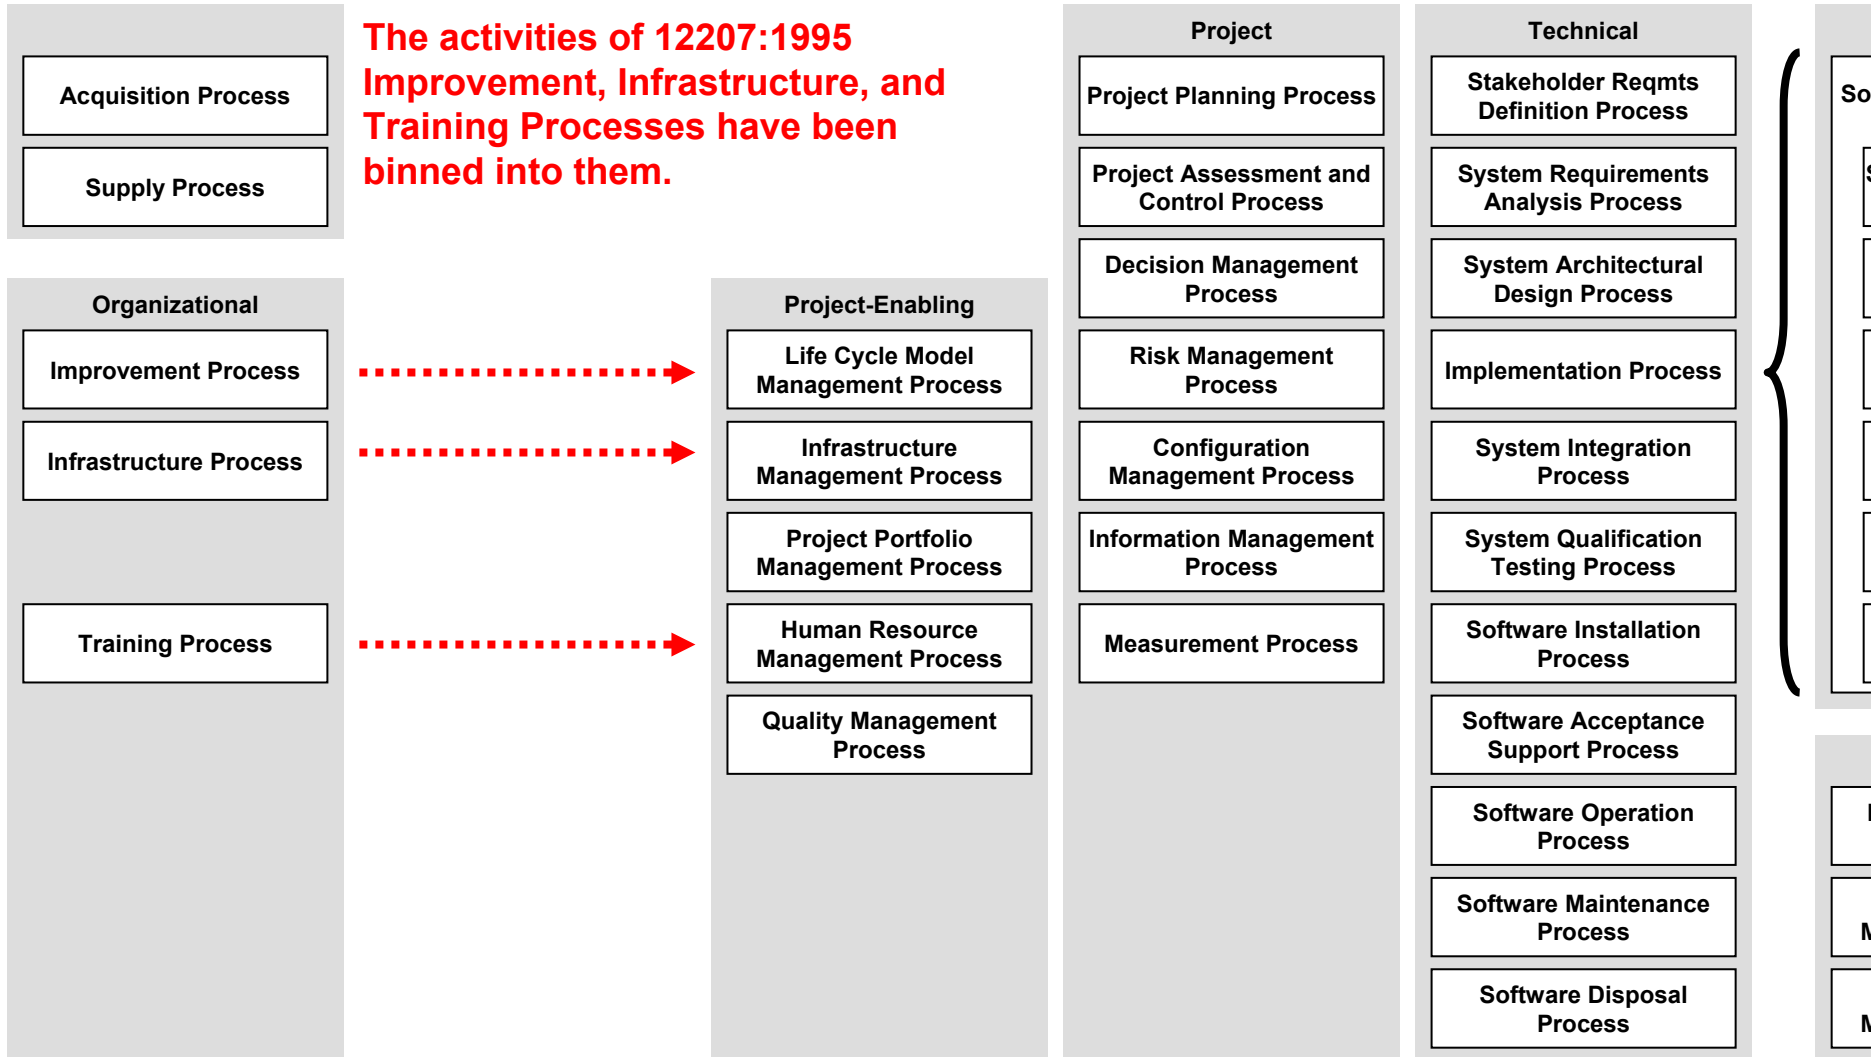 Acquisition Process
Supply Process
The activities of 12207:1995
Improvement, Infrastructure, and
Training Processes have been
binned into them.
Organizational
Improvement Process
Infrastructure Process
Training Process
Project-Enabling
Life Cycle Model
Management Process
Infrastructure
Management Process
Project Portfolio
Management Process
Human Resource
Management Process
Quality Management
Process
Project
Project Planning Process
Project Assessment and
Control Process
Decision Management
Process
Risk Management
Process
Configuration
Management Process
Information Management
Process
Measurement Process
Technical
Stakeholder Reqmts
Definition Process
System Requirements
Analysis Process
System Architectural
Design Process
Implementation Process
System Integration
Process
System Qualification
Testing Process
Software Installation
Process
Software Acceptance
Support Process
Software Operation
Process
Software Maintenance
Process
Software Disposal
Process